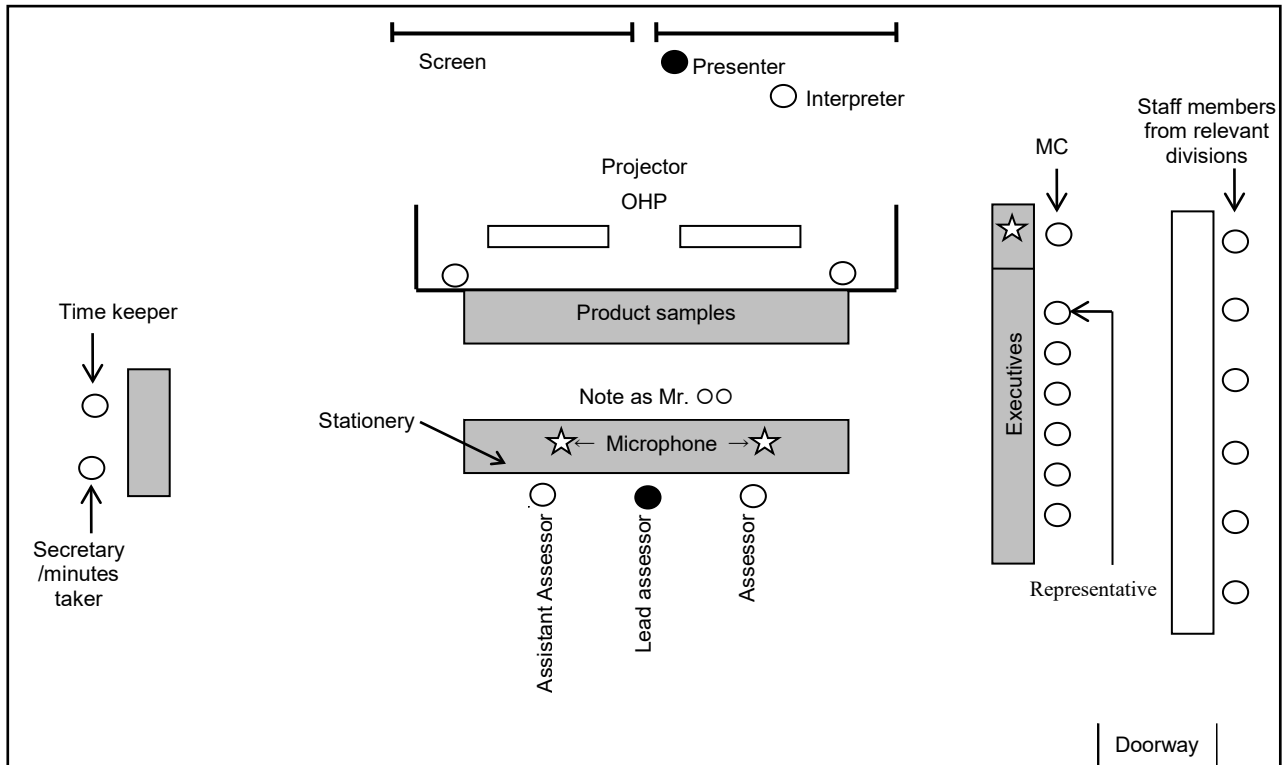 Screen
Presenter
Interpreter
Staff members
from relevant
divisions
MC
Projector
OHP
Time keeper
Product samples
Executives
Note as Mr. ○○
Stationery
← Microphone →
Secretary
/minutes
taker
Assistant Assessor
Lead assessor
Assessor
Representative
Doorway